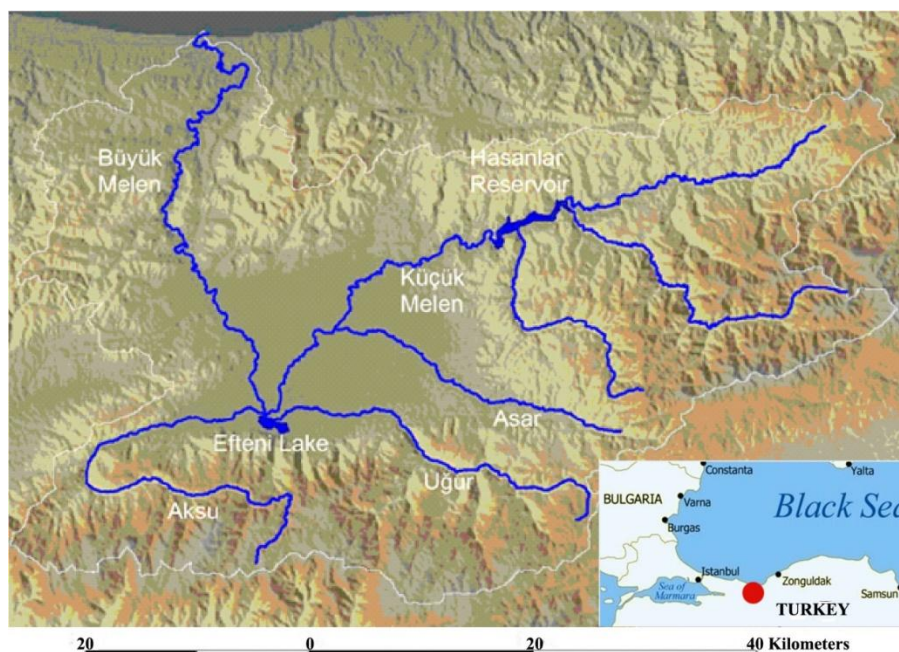 Büyük
Melen
Hasanlar
Reservoir
Küçük
Melen
Asar
Efteni Lake
Uğur
Aksu
Constanta
Yalta
BULGARIA
Varna
Black Sea
Burgas
Istanbul
Zonguldak
Sea of
Marmara
Samsun
TURKEY
20 0 20 40 Kilometers